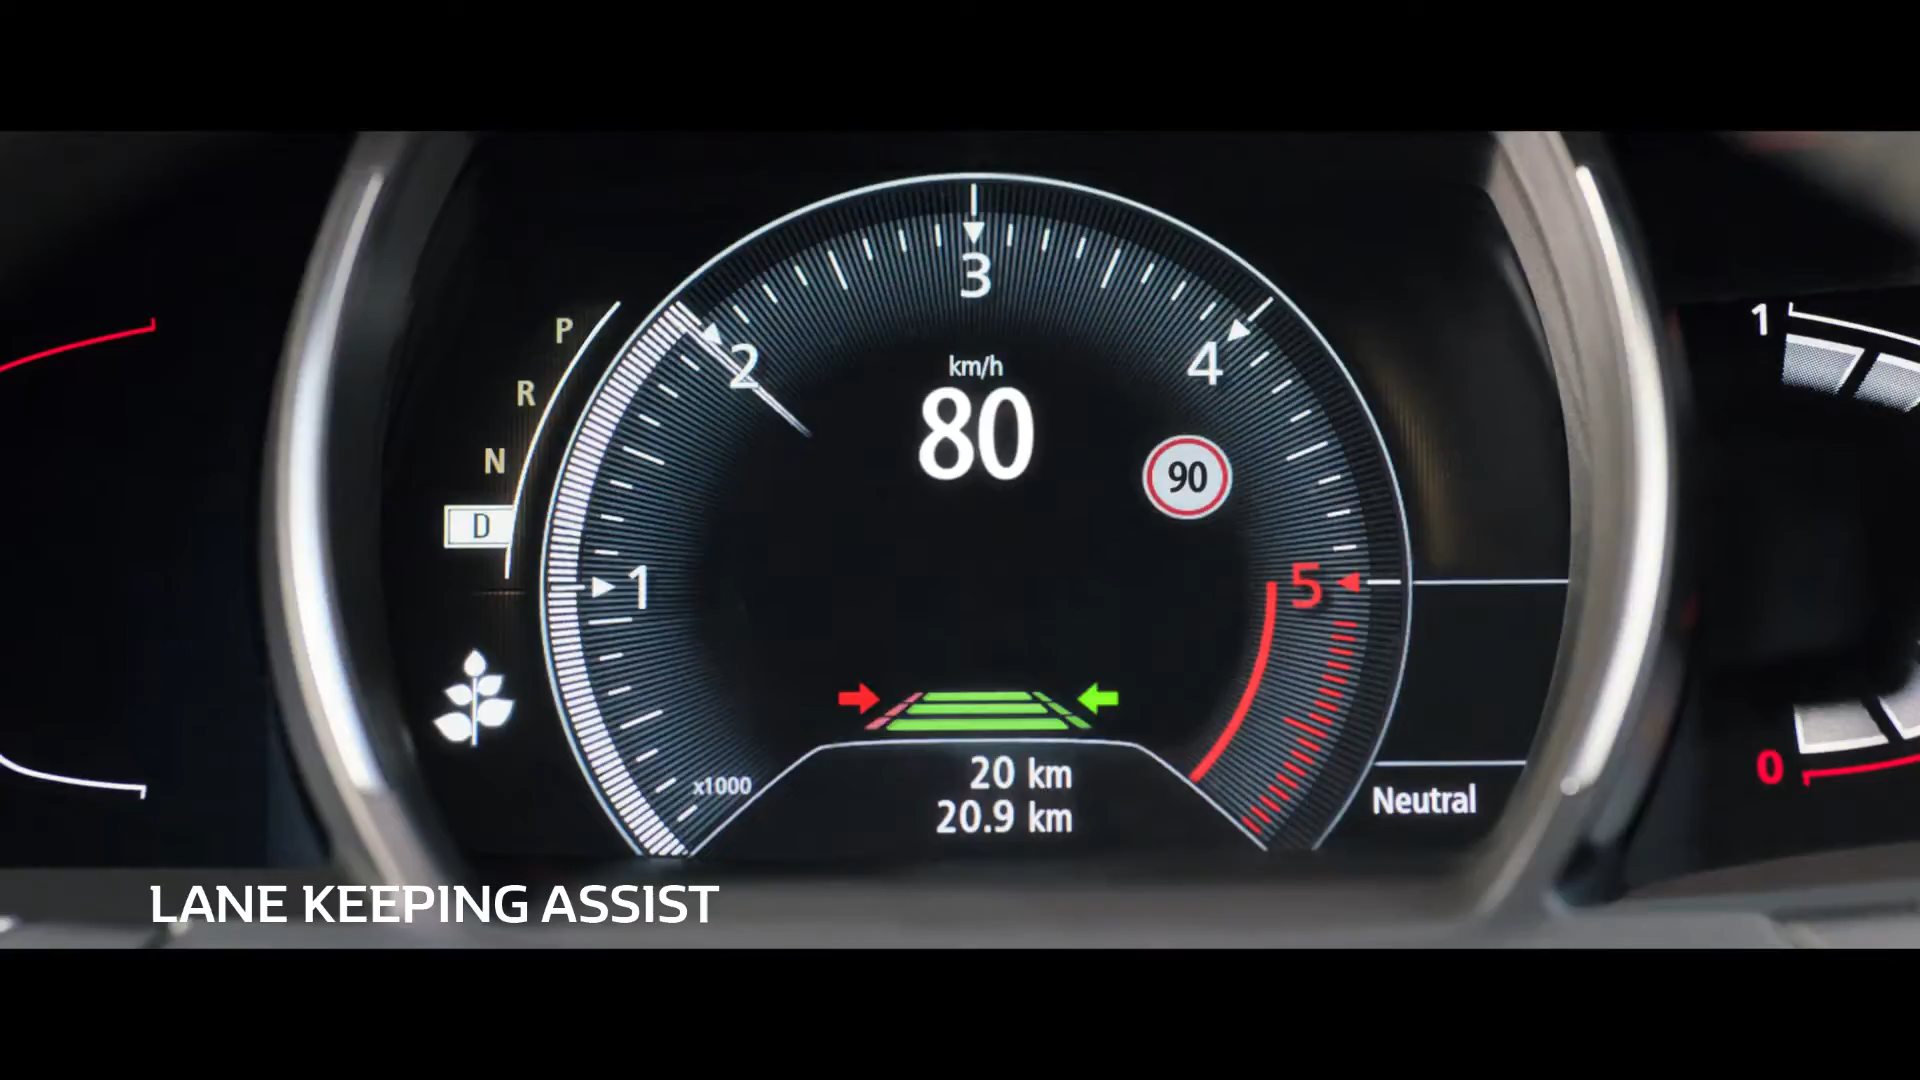 3
2
4
km/h
80
90
P
R
N
D
1
5
x1000
20 km
20.9 km
Neutral
1
0
LANE KEEPING ASSIST